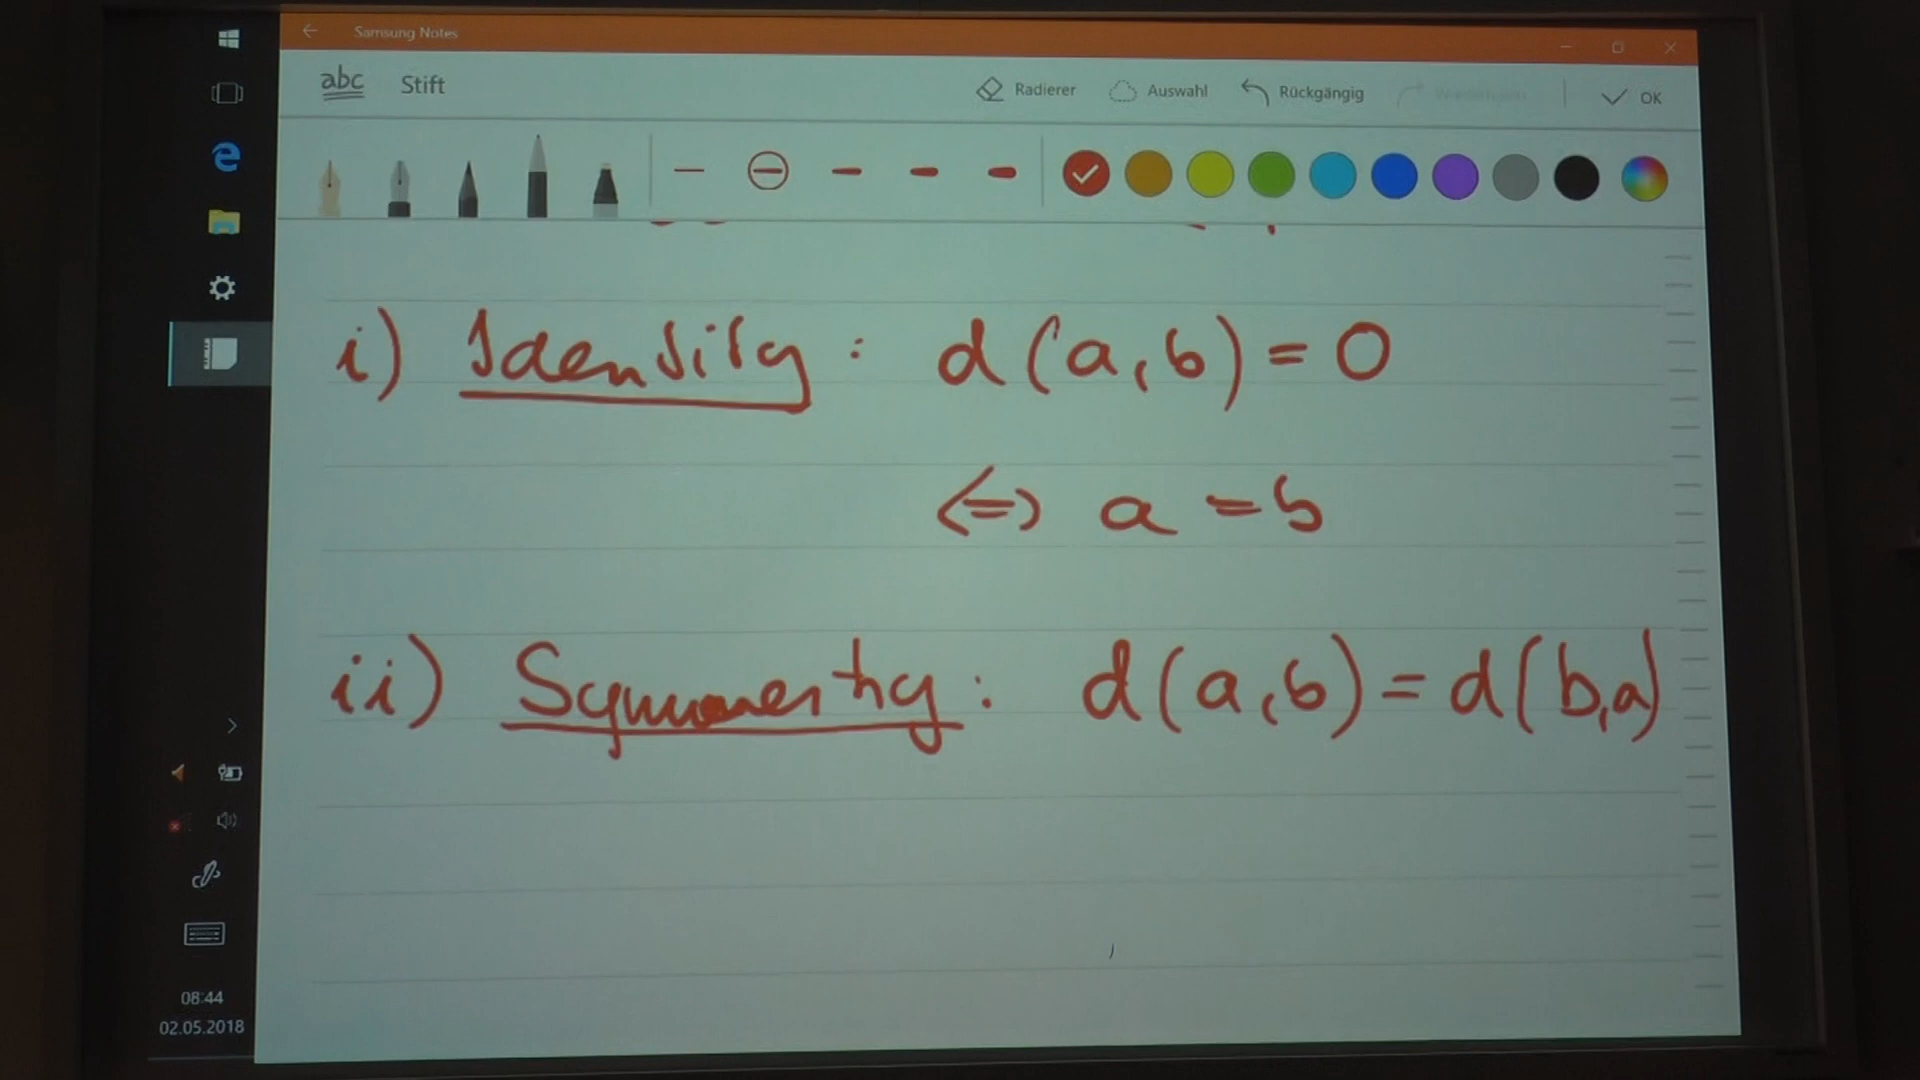 Samsung Notes
abc Stift Radierer Auswahl Rückgängig OK
i) Identity : d(a,b) = 0
⇔ a = b
ii) Symmetry : d(a,b) = d(b,a)
08:44
02.05.2018